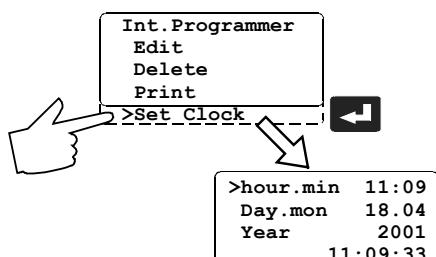 Int.Programmer
Edit
Delete
Print
>Set Clock
>hour.min 11:09
Day.mon 18.04
Year 2001
11:09:33